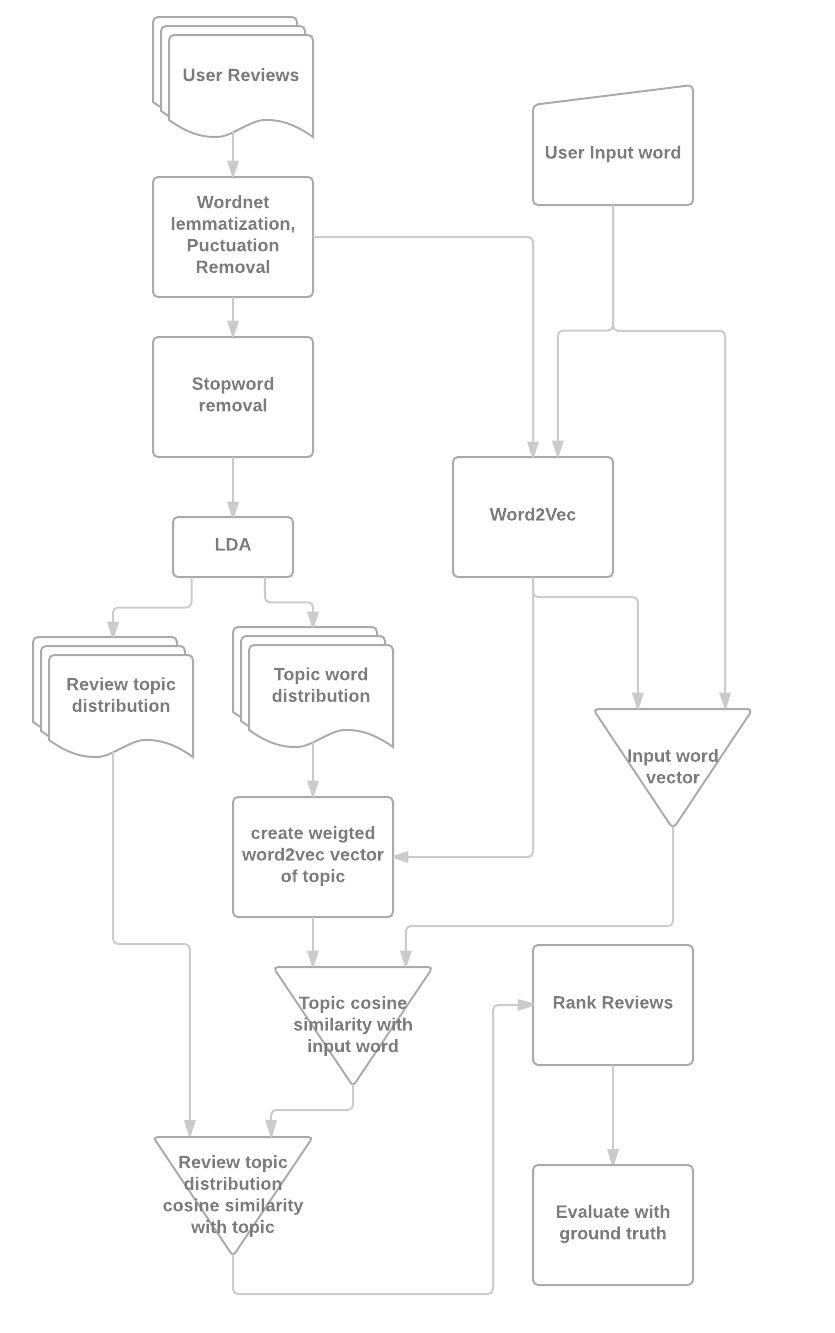 User Reviews
User Input word
Wordnet
lemmatization,
Puctuation
Removal
Stopword
removal
LDA
Word2Vec
Review topic
distribution
Topic word
distribution
Input word
vector
create weigted
word2vec vector
of topic
Topic cosine
similarity with
input word
Rank Reviews
Review topic
distribution
cosine similarity
with topic
Evaluate with
ground truth